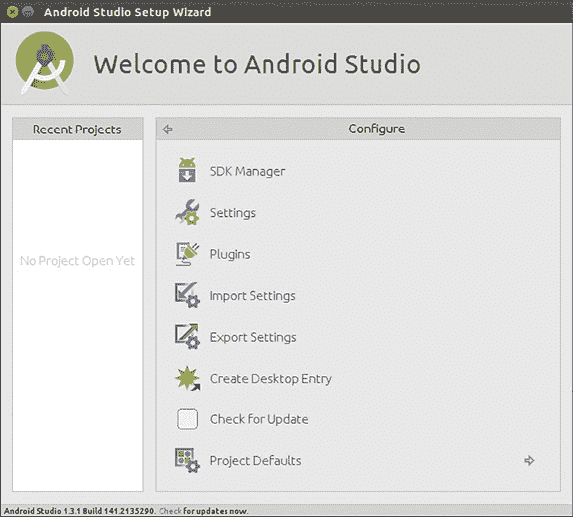 Android Studio Setup Wizard
Welcome to Android Studio
Recent Projects
No Project Open Yet
Configure
SDK Manager
Settings
Plugins
Import Settings
Export Settings
Create Desktop Entry
Check for Update
Project Defaults
Android Studio 1.3.1 Build 141.2135290. Check for updates now.